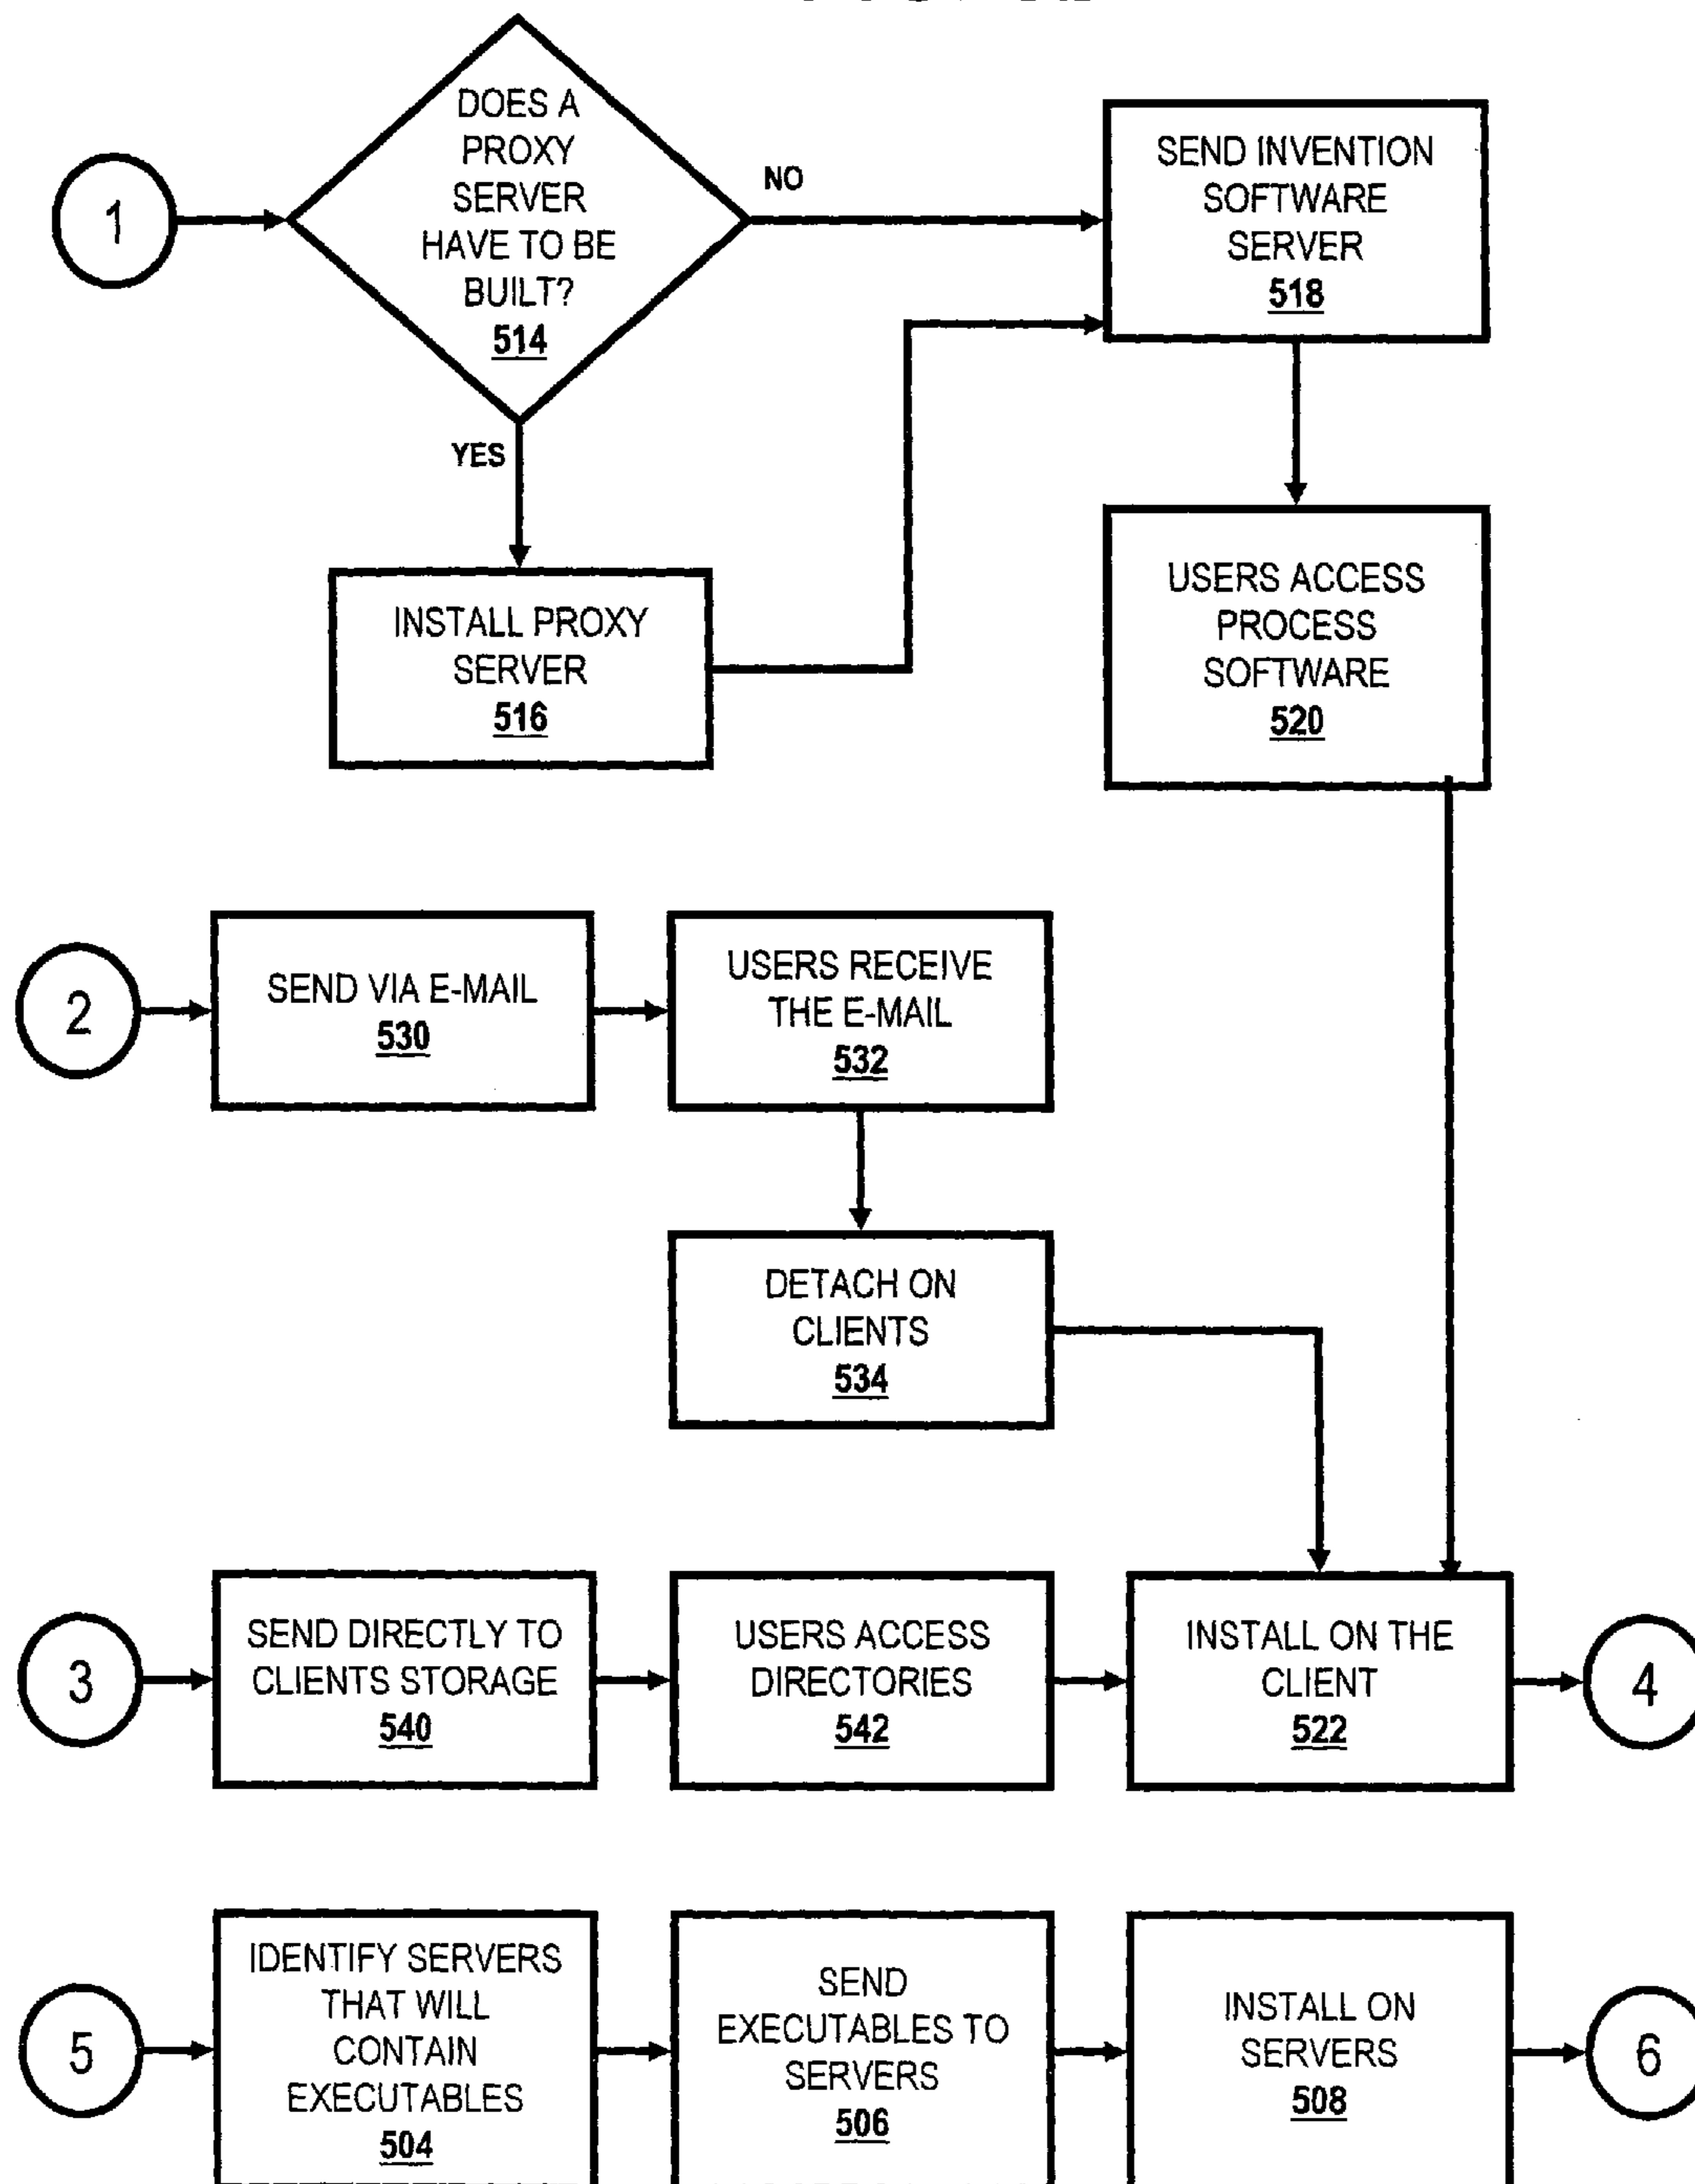 1
DOES A
PROXY
SERVER
HAVE TO BE
BUILT?
514
NO
YES
SEND INVENTION
SOFTWARE
SERVER
518
INSTALL PROXY
SERVER
516
USERS ACCESS
PROCESS
SOFTWARE
520
2
SEND VIA E-MAIL
530
USERS RECEIVE
THE E-MAIL
532
DETACH ON
CLIENTS
534
3
SEND DIRECTLY TO
CLIENTS STORAGE
540
USERS ACCESS
DIRECTORIES
542
INSTALL ON THE
CLIENT
522
4
5
IDENTIFY SERVERS
THAT WILL
CONTAIN
EXECUTABLES
504
SEND
EXECUTABLES TO
SERVERS
506
INSTALL ON
SERVERS
508
6